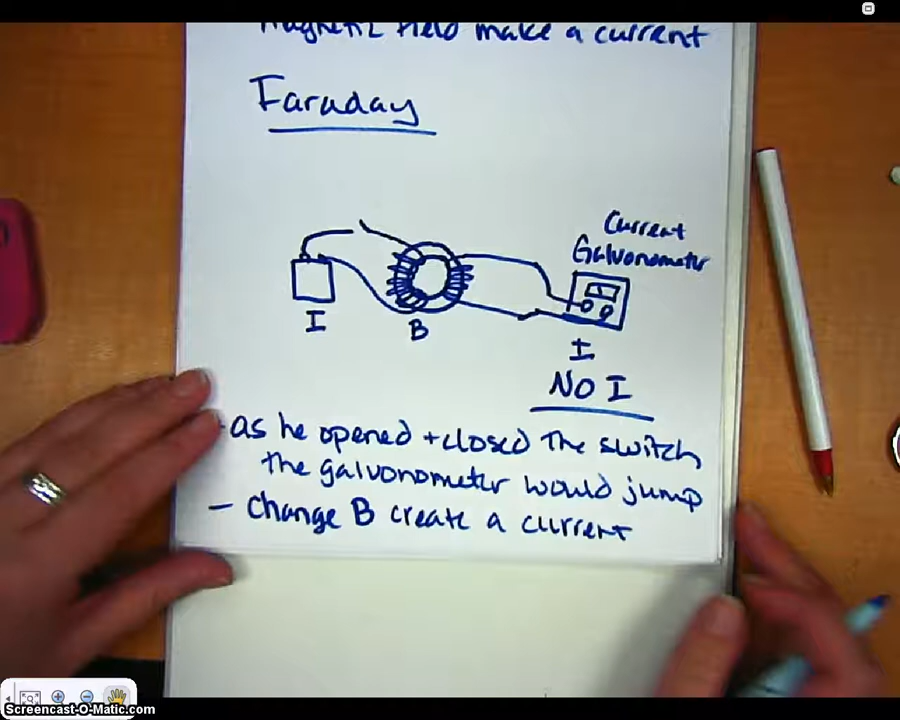 Magnetic Field make a current
Faraday
Current
Galvonometer
I
B
I
NO I
- as he opened + closed the switch
the galvonometer would jump
- Change B create a current
Screencast-O-Matic.com